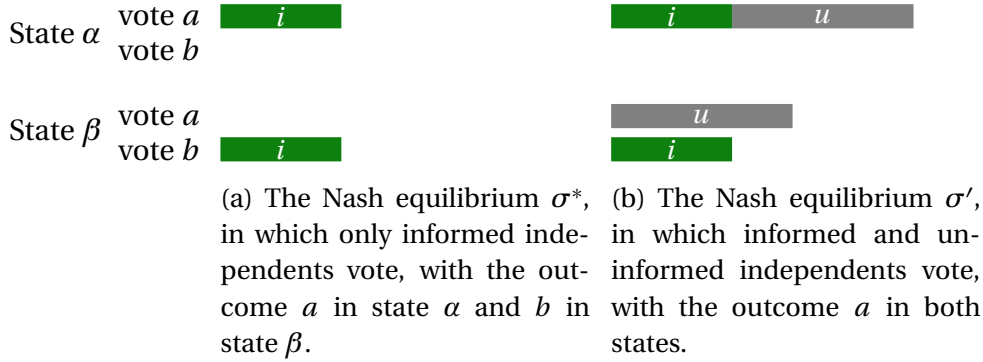 State α vote a i i u
vote b
State β vote a u
vote b i i
(a) The Nash equilibrium σ*,
in which only informed inde-
pendents vote, with the out-
come a in state α and b in
state β.
(b) The Nash equilibrium σ′,
in which informed and un-
informed independents vote,
with the outcome a in both
states.